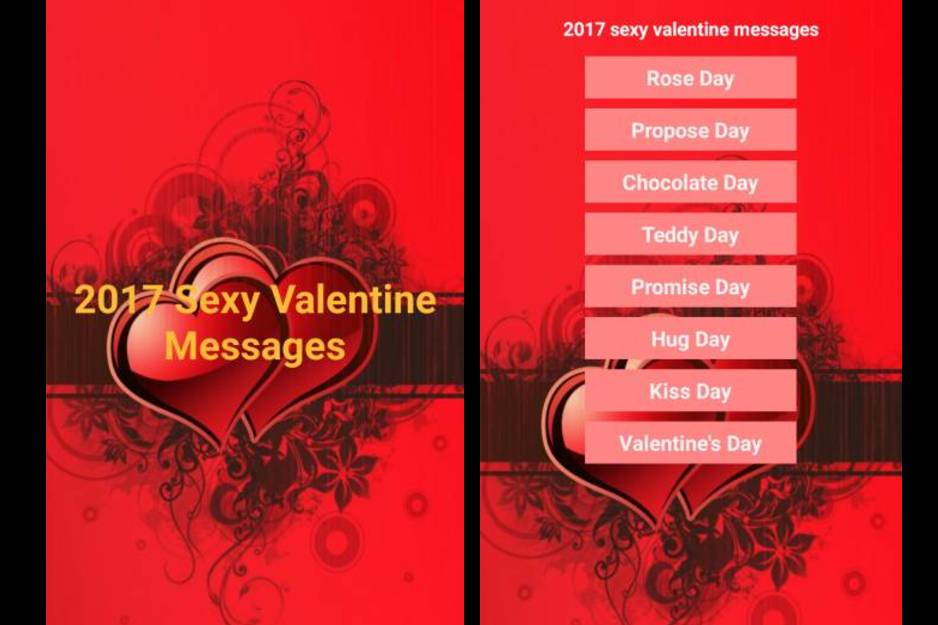 2017 Sexy Valentine
Messages
2017 sexy valentine messages
Rose Day
Propose Day
Chocolate Day
Teddy Day
Promise Day
Hug Day
Kiss Day
Valentine's Day